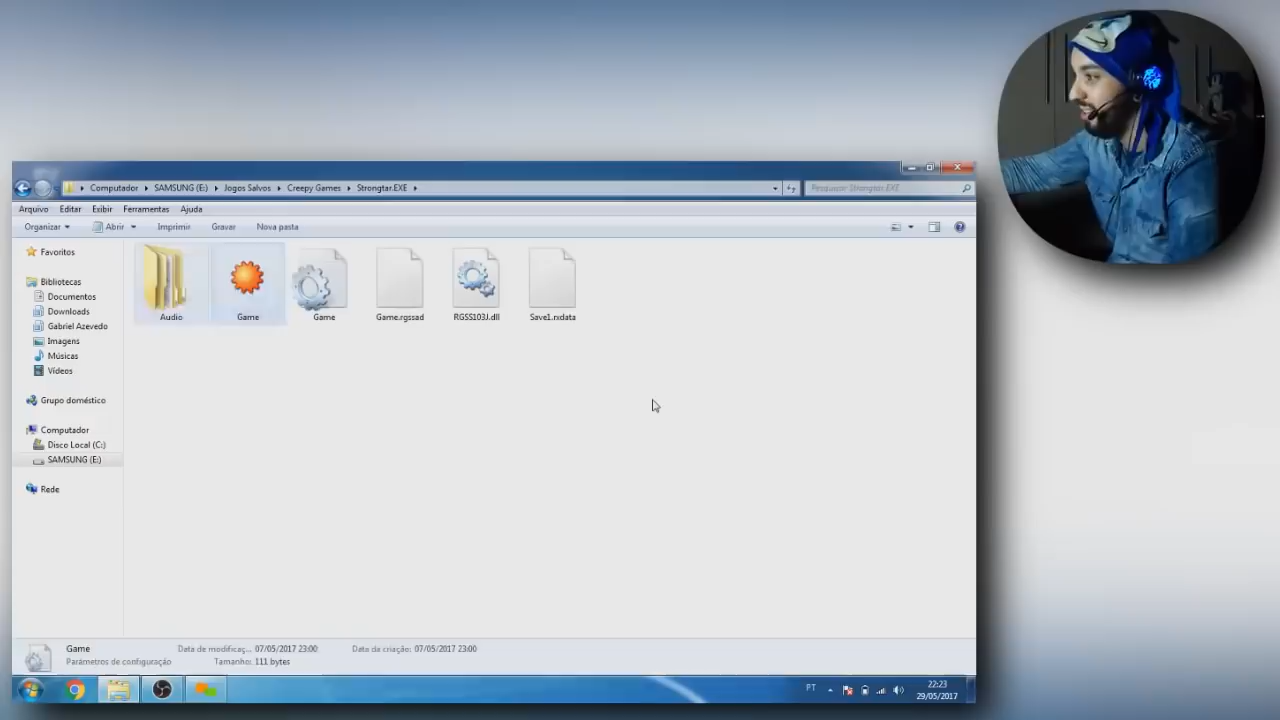 Computador SAMSUNG (E:) Jogos Salvos Creepy Games Strongtar.EXE
Pesquisar Strongtar.EXE
Arquivo Editar Exibir Ferramentas Ajuda
Organizar Abrir Imprimir Gravar Nova pasta
Favoritos
Bibliotecas
Documentos
Downloads
Gabriel Azevedo
Imagens
Músicas
Vídeos
Grupo doméstico
Computador
Disco Local (C:)
SAMSUNG (E:)
Rede
Audio
Game
Game
Game.rgssad
RGSS103J.dll
Save1.rxdata
Game Data de modificaç... 07/05/2017 23:00 Data da criação: 07/05/2017 23:00
Parâmetros de configuração Tamanho: 111 bytes
PT
22:23
29/05/2017